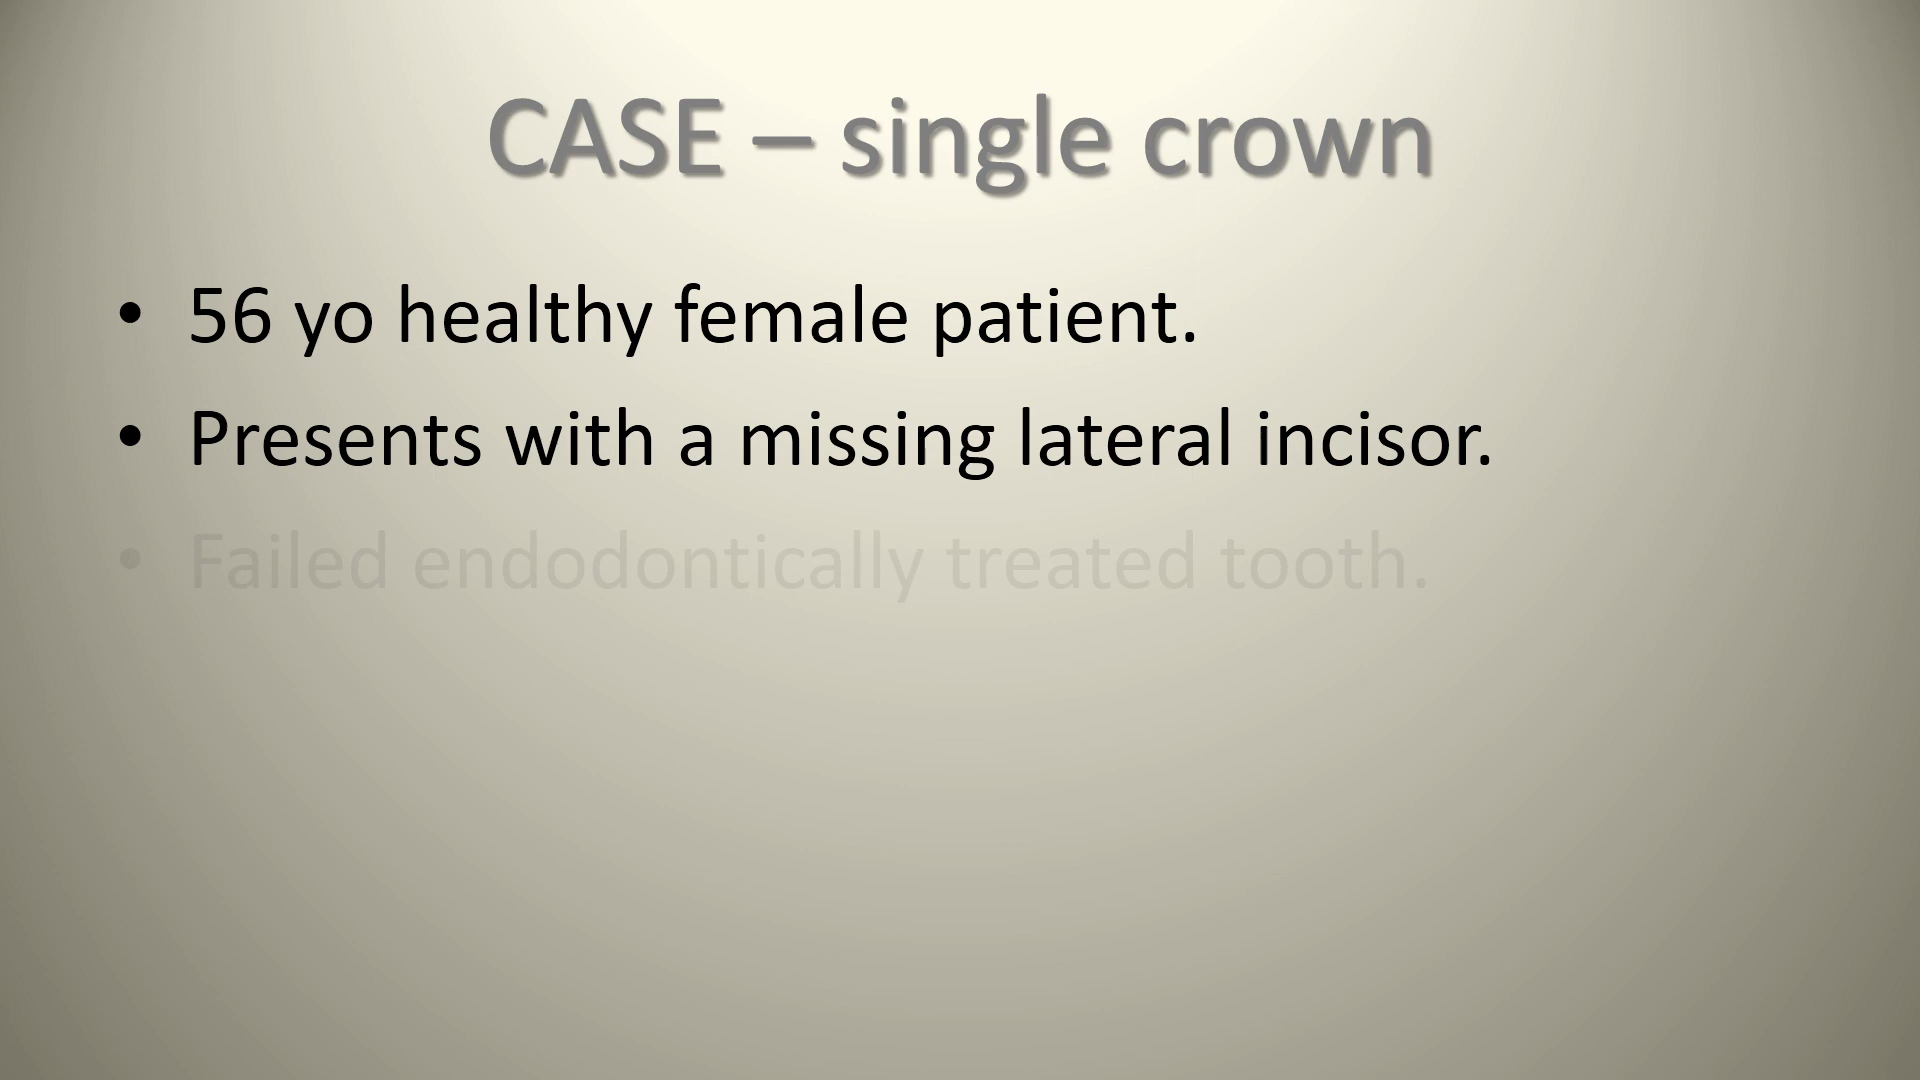 CASE – single crown
• 56 yo healthy female patient.
• Presents with a missing lateral incisor.
• Failed endodontically treated tooth.